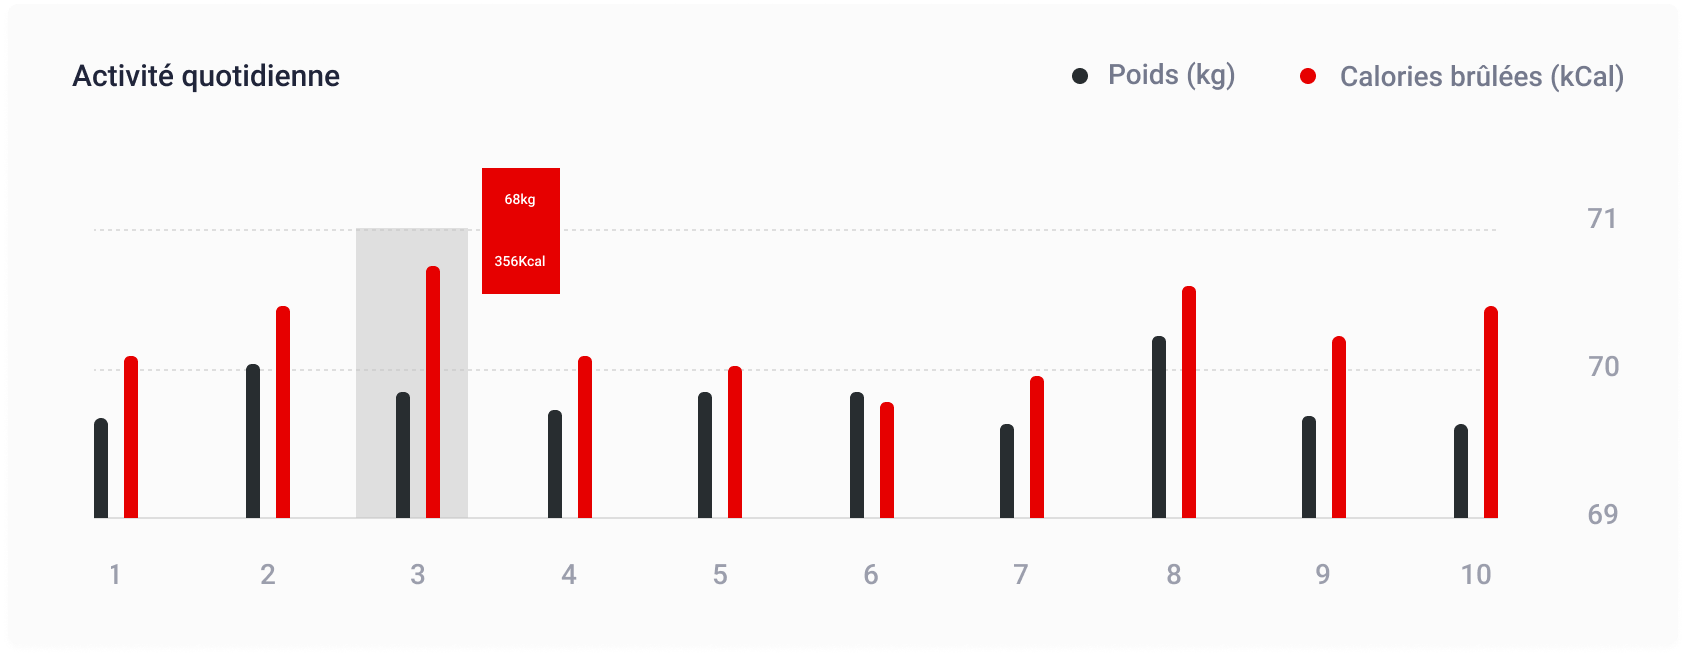 Activité quotidienne
Poids (kg)
Calories brûlées (kCal)
68kg
356Kcal
71
70
69
1 2 3 4 5 6 7 8 9 10